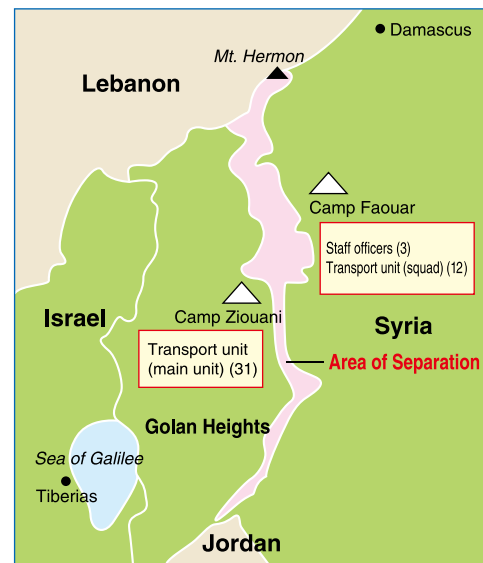 Damascus
Mt. Hermon
Lebanon
Camp Faouar
Staff officers (3)
Transport unit (squad) (12)
Camp Ziouani
Israel
Syria
Transport unit
(main unit) (31)
Area of Separation
Golan Heights
Sea of Galilee
Tiberias
Jordan